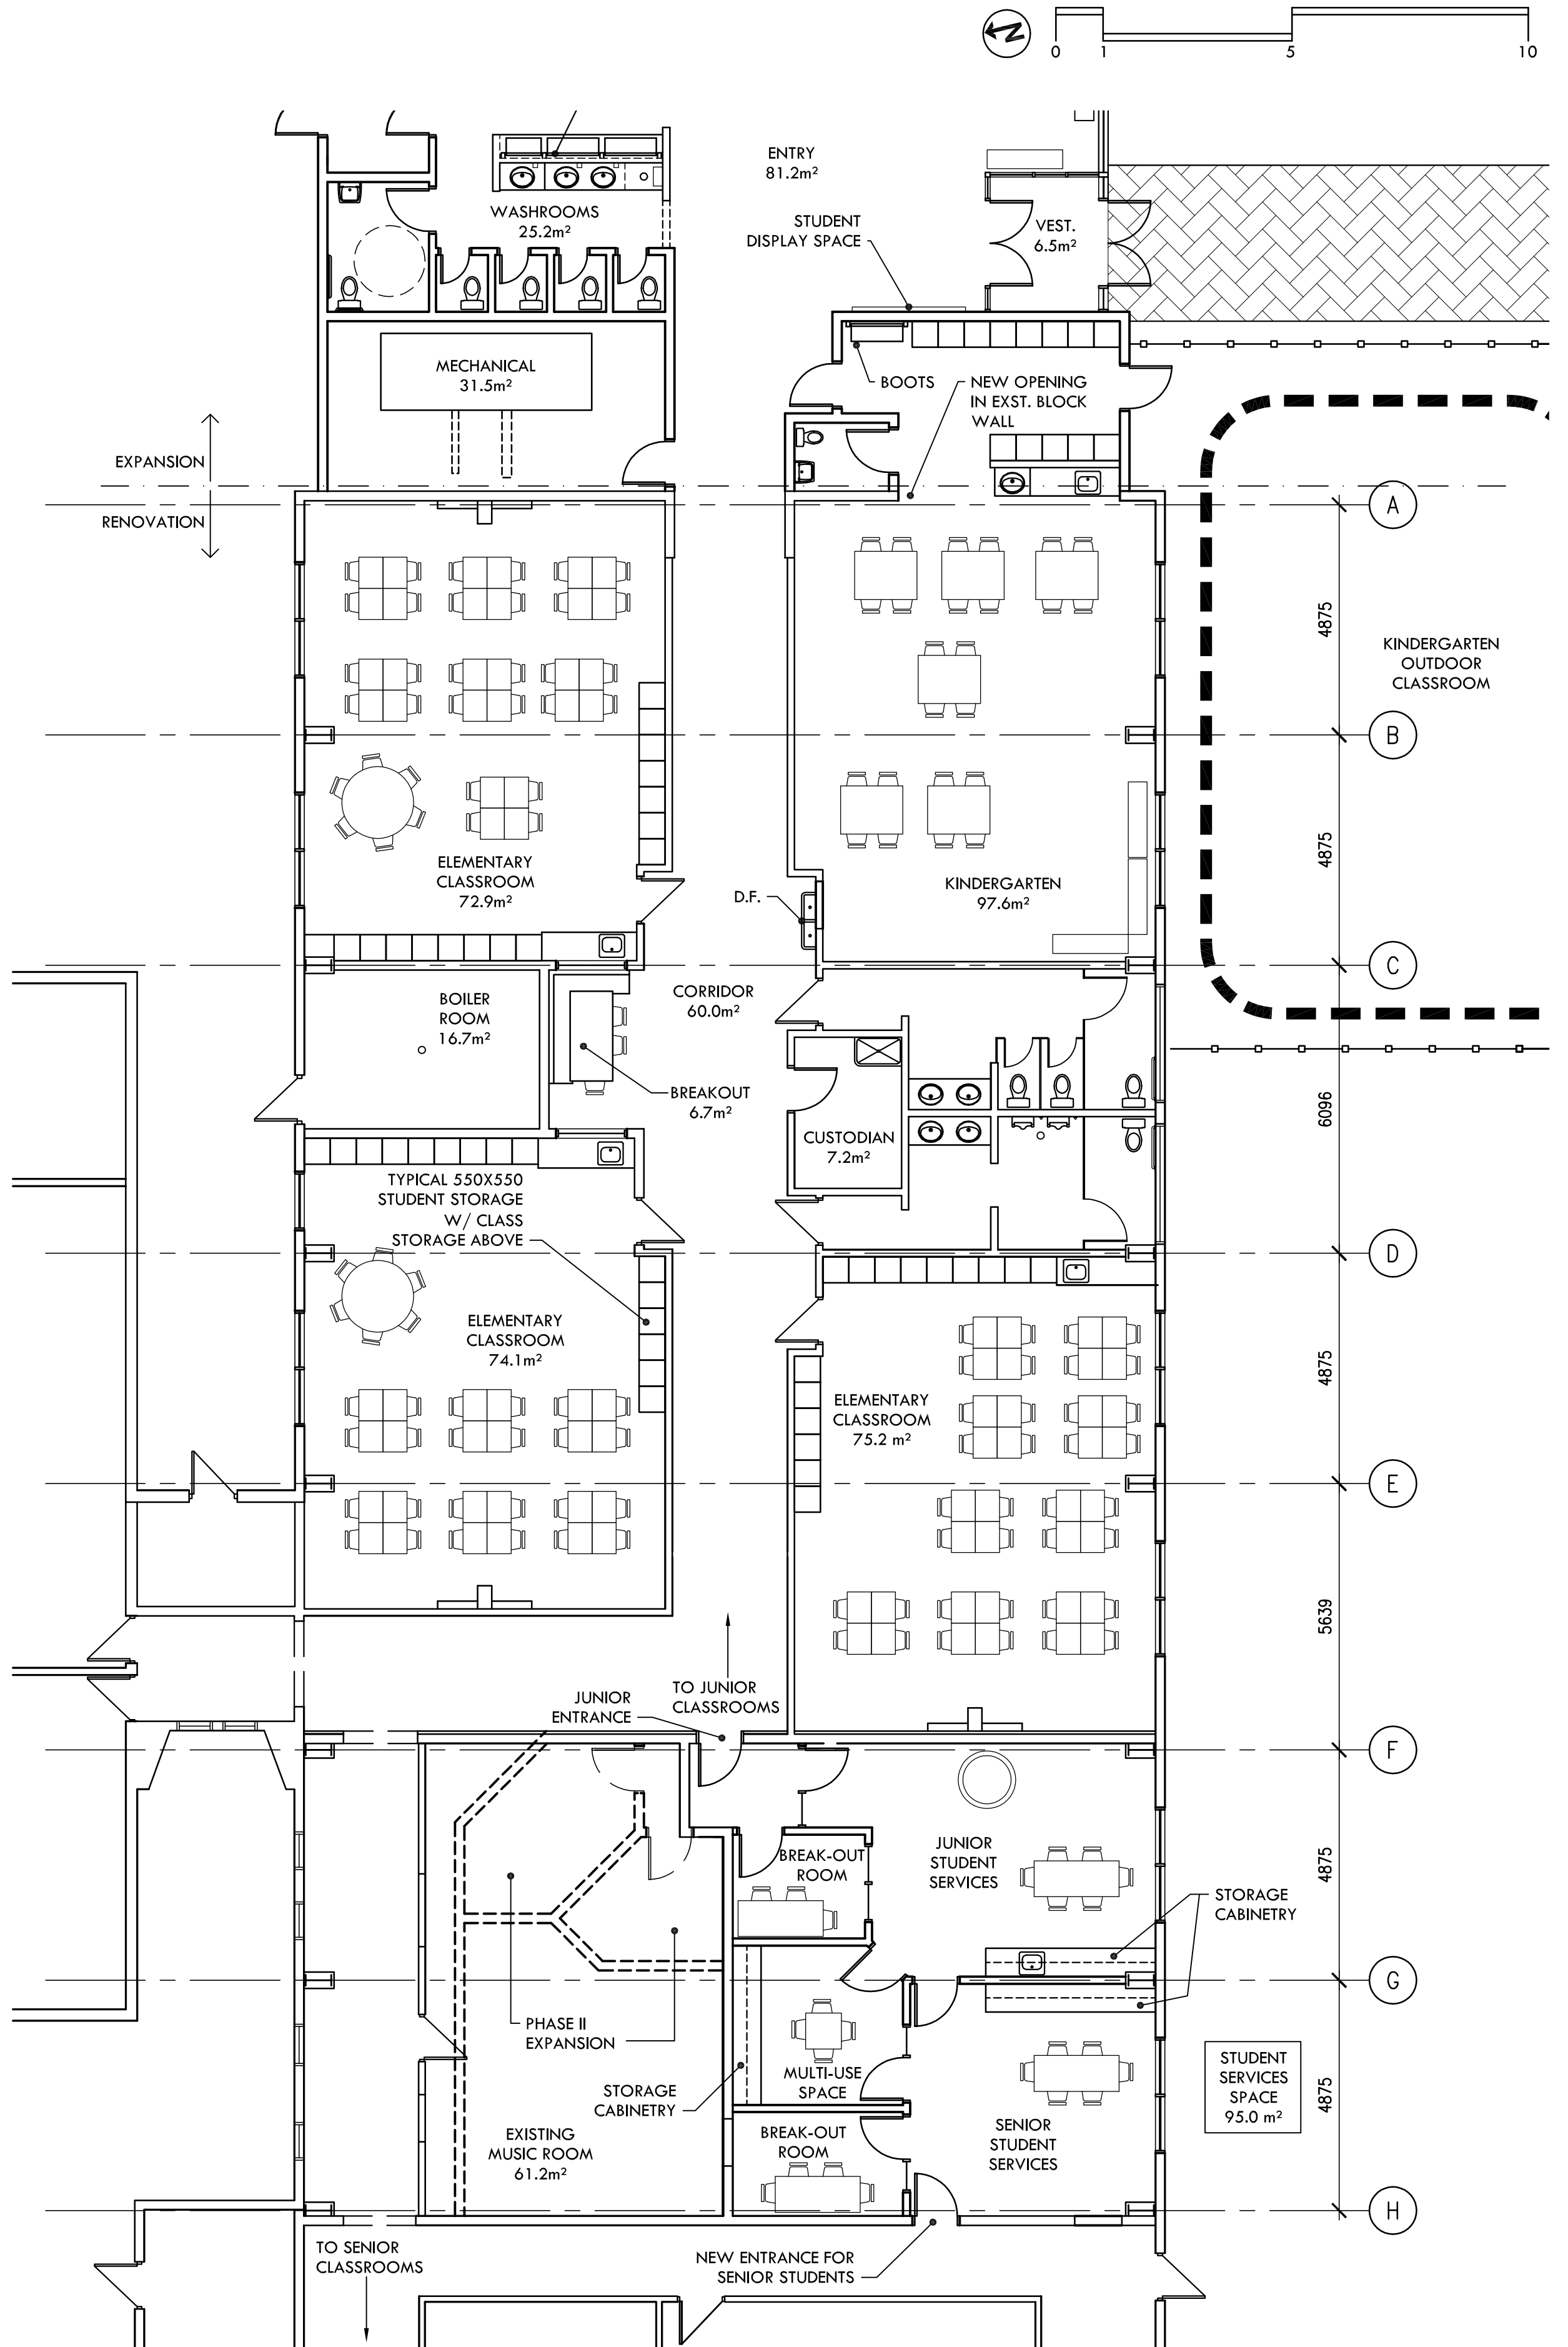 N
0 1 5 10
ENTRY
81.2m²
WASHROOMS
25.2m²
STUDENT
DISPLAY SPACE
VEST.
6.5m²
MECHANICAL
31.5m²
BOOTS
NEW OPENING
IN EXST. BLOCK
WALL
EXPANSION
RENOVATION
A
4875
KINDERGARTEN
OUTDOOR
CLASSROOM
B
4875
ELEMENTARY
CLASSROOM
72.9m²
KINDERGARTEN
97.6m²
D.F.
C
BOILER
ROOM
16.7m²
CORRIDOR
60.0m²
BREAKOUT
6.7m²
6096
CUSTODIAN
7.2m²
TYPICAL 550X550
STUDENT STORAGE
W/ CLASS
STORAGE ABOVE
D
ELEMENTARY
CLASSROOM
74.1m²
4875
ELEMENTARY
CLASSROOM
75.2 m²
E
5639
TO JUNIOR
CLASSROOMS
JUNIOR
ENTRANCE
F
BREAK-OUT
ROOM
JUNIOR
STUDENT
SERVICES
4875
STORAGE
CABINETRY
G
PHASE II
EXPANSION
MULTI-USE
SPACE
STORAGE
CABINETRY
STUDENT
SERVICES
SPACE
95.0 m²
4875
EXISTING
MUSIC ROOM
61.2m²
BREAK-OUT
ROOM
SENIOR
STUDENT
SERVICES
H
TO SENIOR
CLASSROOMS
NEW ENTRANCE FOR
SENIOR STUDENTS